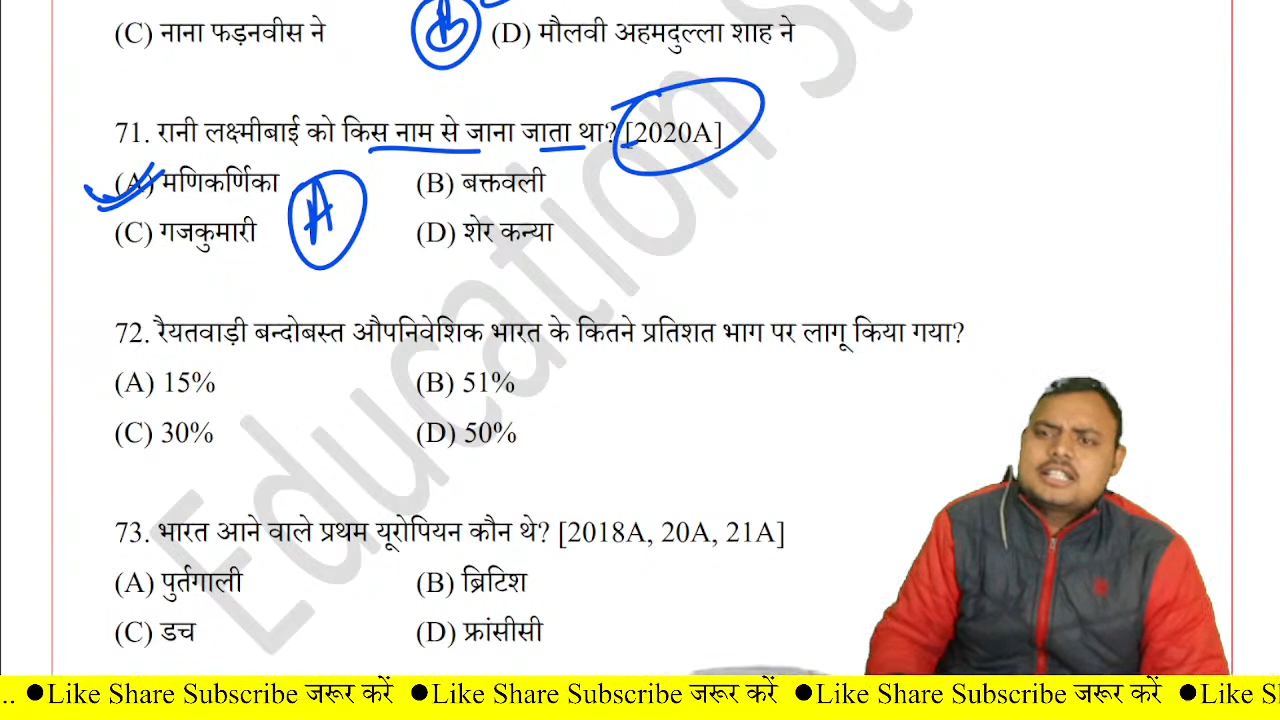 (C) नाना फड़नवीस ने (B) (D) मौलवी अहमदुल्ला शाह ने
71. रानी लक्ष्मीबाई को किस नाम से जाना जाता था? [2020A]
(A) मणिकर्णिका (B) बक्तवली
(C) गजकुमारी A (D) शेर कन्या
72. रैयतवाड़ी बन्दोबस्त औपनिवेशिक भारत के कितने प्रतिशत भाग पर लागू किया गया?
(A) 15% (B) 51%
(C) 30% (D) 50%
73. भारत आने वाले प्रथम यूरोपियन कौन थे? [2018A, 20A, 21A]
(A) पुर्तगाली (B) ब्रिटिश
(C) डच (D) फ्रांसीसी
Education
.. ●Like Share Subscribe जरूर करें ●Like Share Subscribe जरूर करें ●Like Share Subscribe जरूर करें ●Like S